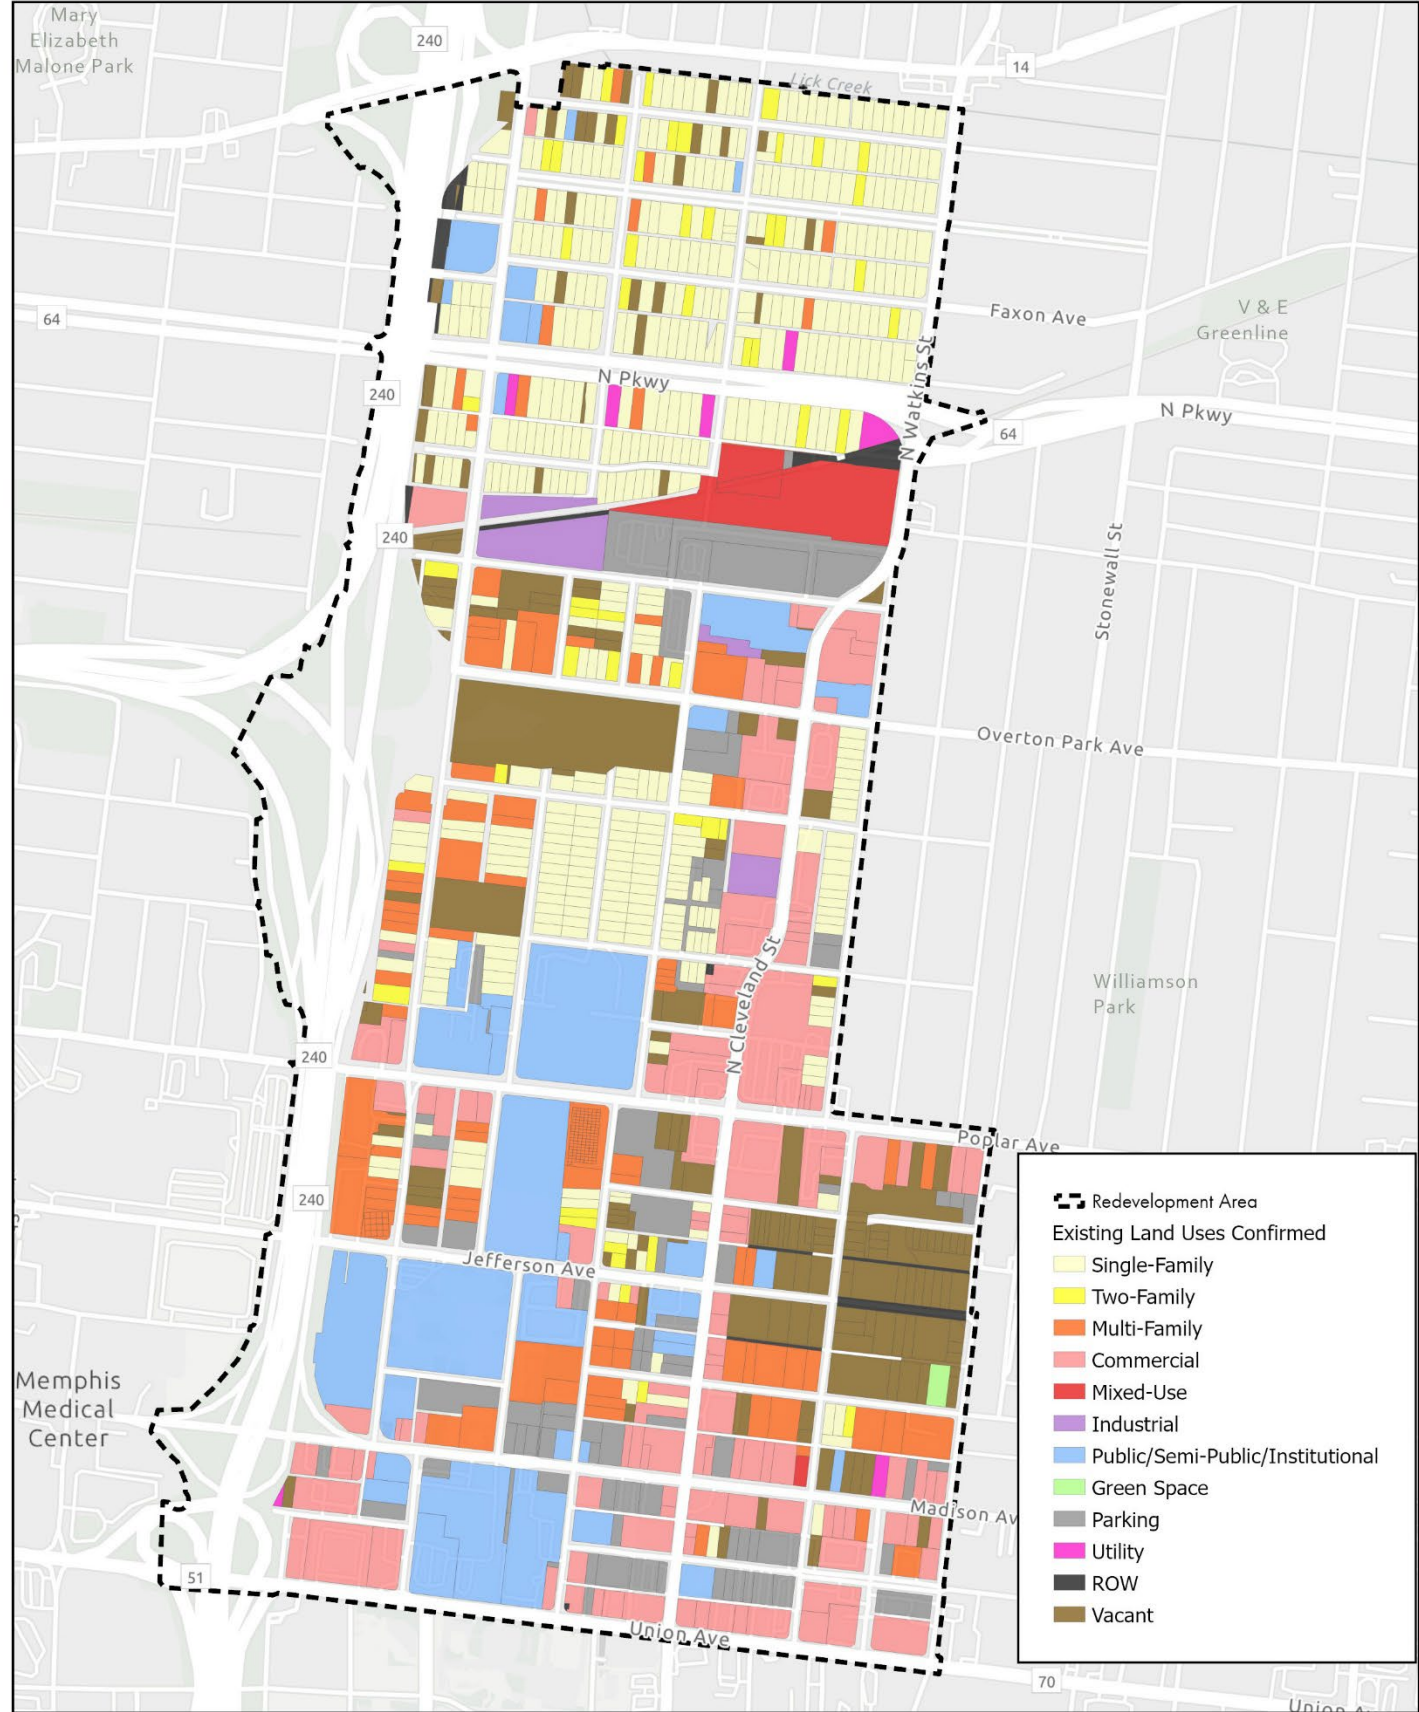 Mary
Elizabeth
Malone Park
240
14
Lick Creek
64
Faxon Ave
V & E
Greenline
N Pkwy
240
N Watkins St
N Pkwy
64
240
Stonewall St
Overton Park Ave
N Cleveland St
Williamson
Park
240
Poplar Ave
240
Jefferson Ave
Memphis
Medical
Center
Madison Av
51
Union Ave
70
Union A
Redevelopment Area
Existing Land Uses Confirmed
Single-Family
Two-Family
Multi-Family
Commercial
Mixed-Use
Industrial
Public/Semi-Public/Institutional
Green Space
Parking
Utility
ROW
Vacant